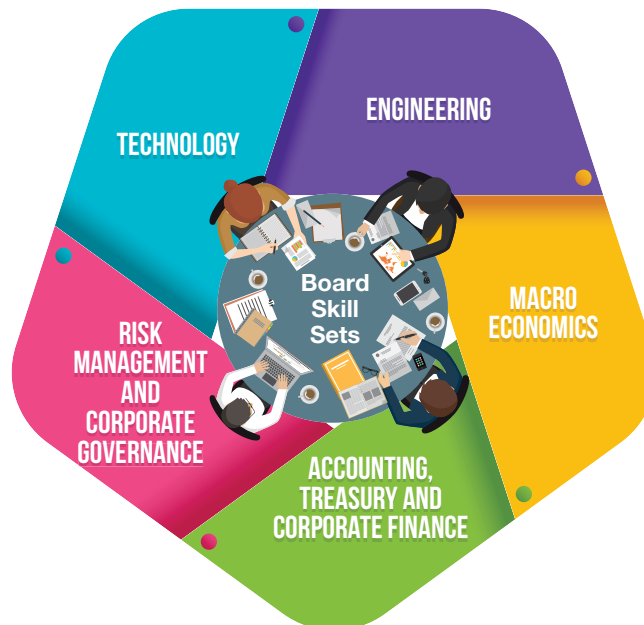 TECHNOLOGY
ENGINEERING
Board
Skill
Sets
MACRO
ECONOMICS
RISK
MANAGEMENT
AND
CORPORATE
GOVERNANCE
ACCOUNTING,
TREASURY AND
CORPORATE FINANCE